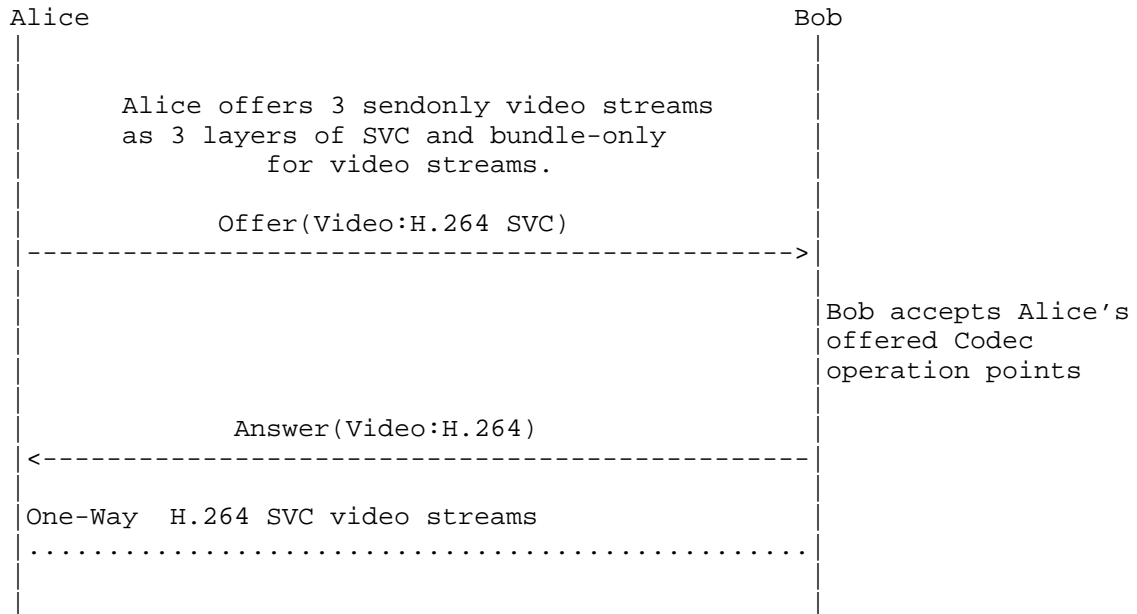 Alice Bob
Alice offers 3 sendonly video streams
as 3 layers of SVC and bundle-only
for video streams.
Offer(Video:H.264 SVC)
Bob accepts Alice’s
offered Codec
operation points
Answer(Video:H.264)
One-Way  H.264 SVC video streams